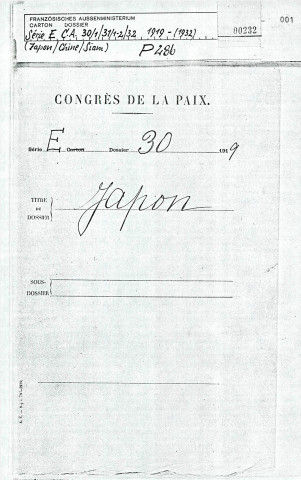 FRANZÖSISCHES AUSSENMINISTERIUM
CARTON DOSSIER
Série E C.A. 30/1/31/1-2/32 1919-(1932)
(Japon/Chine/Siam) P 286
00232
001
CONGRÈS DE LA PAIX.
Série E Carton Dossier 30 1919
TITRE
DU
DOSSIER
Japon
SOUS-
DOSSIER